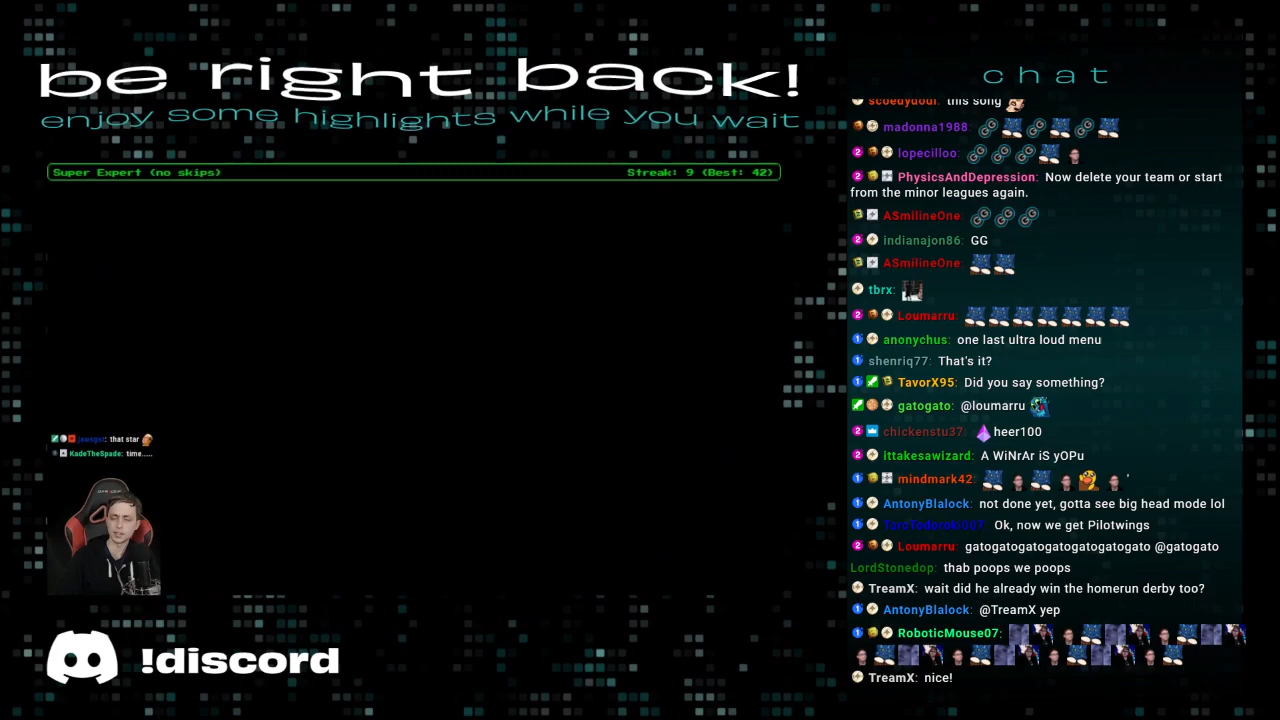 be right back!
enjoy some highlights while you wait
Super Expert (no skips)
Streak: 9 (Best: 42)
jawsgst: that star
KadeTheSpade: time.....
!discord
chat
scoeuyduoi: this song
madonna1988:
lopecilloo:
PhysicsAndDepression: Now delete your team or start
from the minor leagues again.
ASmilineOne:
indianajon86: GG
ASmilineOne:
tbrx:
Loumarru:
anonychus: one last ultra loud menu
shenriq77: That's it?
TavorX95: Did you say something?
gatogato: @loumarru
chickenstu37: heer100
ittakesawizard: A WiNrAr iS yOPu
mindmark42:
AntonyBlalock: not done yet, gotta see big head mode lol
TaroTodoroki007: Ok, now we get Pilotwings
Loumarru: gatogatogatogatogatogatogato @gatogato
LordStonedop: thab poops we poops
TreamX: wait did he already win the homerun derby too?
AntonyBlalock: @TreamX yep
RoboticMouse07:
TreamX: nice!